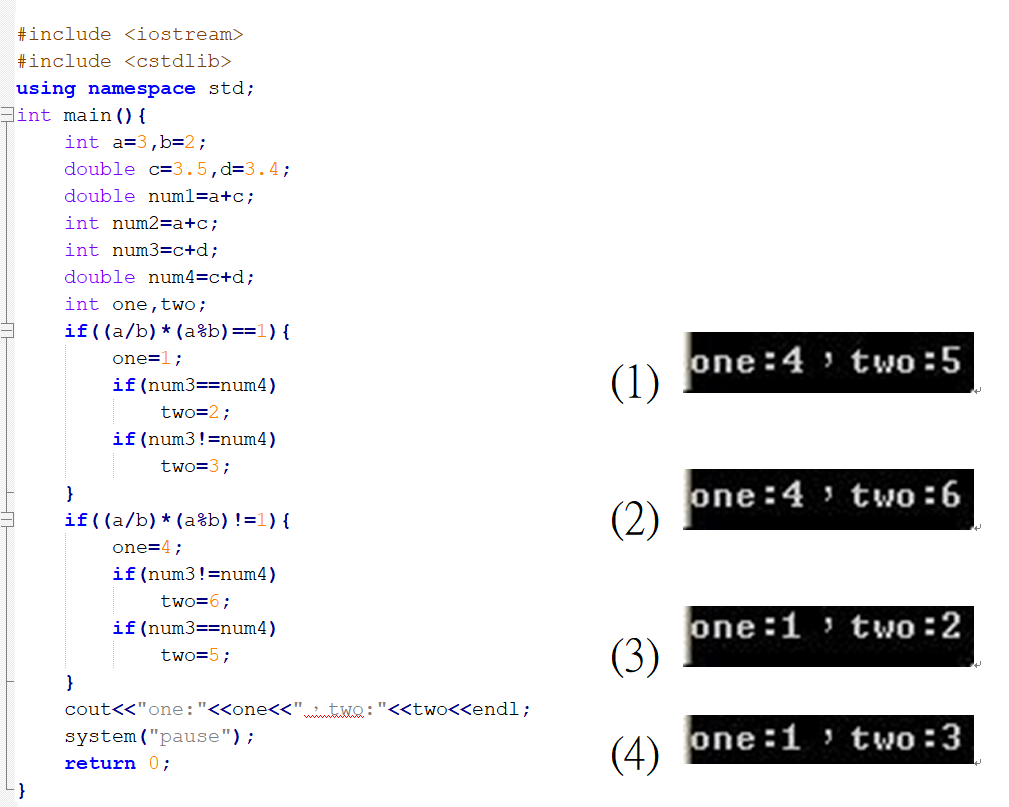 #include <iostream>
#include <cstdlib>
using namespace std;
int main(){
    int a=3,b=2;
    double c=3.5,d=3.4;
    double num1=a+c;
    int num2=a+c;
    int num3=c+d;
    double num4=c+d;
    int one,two;
    if((a/b)*(a%b)==1){
        one=1;
        if(num3==num4)
            two=2;
        if(num3!=num4)
            two=3;
    }
    if((a/b)*(a%b)!=1){
        one=4;
        if(num3!=num4)
            two=6;
        if(num3==num4)
            two=5;
    }
    cout<<"one:"<<one<<",two:"<<two<<endl;
    system("pause");
    return 0;
}
(1) one:4,two:5
(2) one:4,two:6
(3) one:1,two:2
(4) one:1,two:3